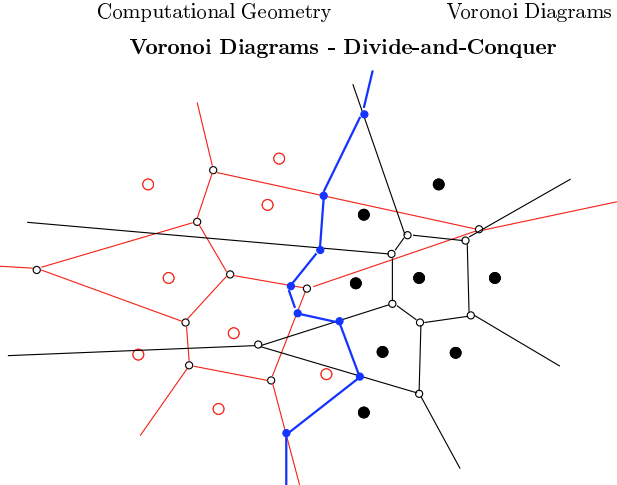 Computational Geometry Voronoi Diagrams
Voronoi Diagrams - Divide-and-Conquer